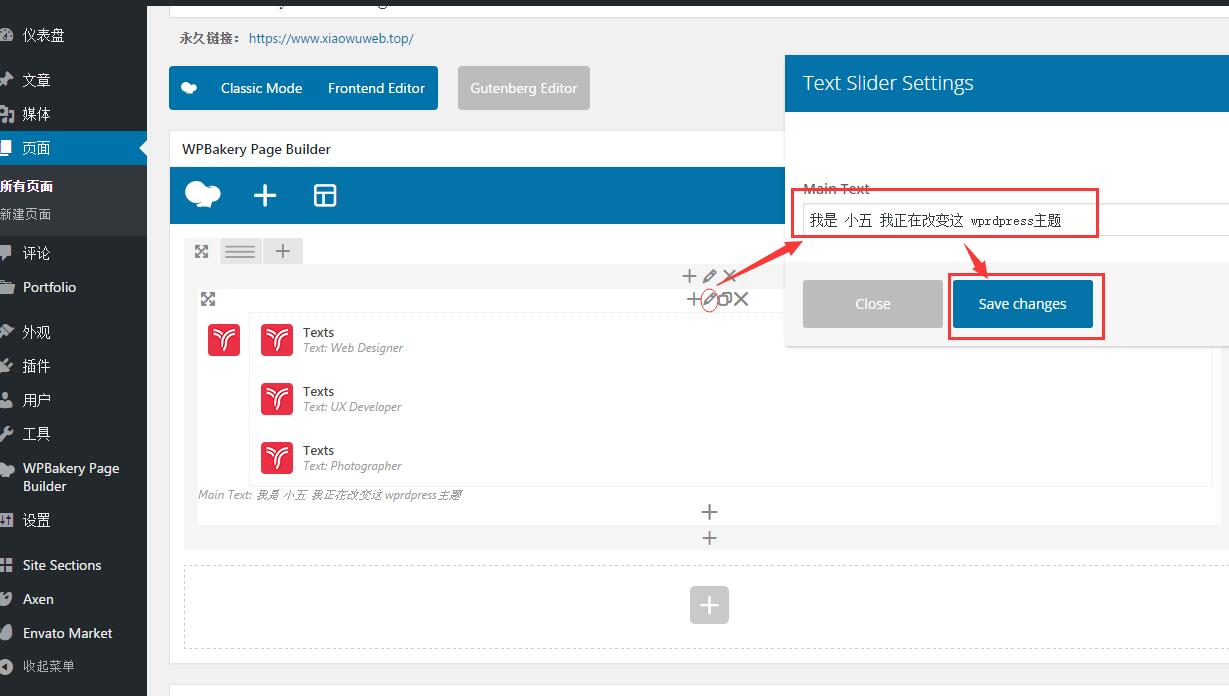 永久链接： https://www.xiaowuweb.top/
Classic Mode Frontend Editor Gutenberg Editor
WPBakery Page Builder
仪表盘
文章
媒体
页面
所有页面
新建页面
评论
Portfolio
外观
插件
用户
工具
WPBakery Page
Builder
设置
Site Sections
Axen
Envato Market
收起菜单
Texts
Text: Web Designer
Texts
Text: UX Developer
Texts
Text: Photographer
Main Text: 我是 小五 我正在改变这 wprdpress主题
Text Slider Settings
Main Text
我是 小五 我正在改变这 wprdpress主题
Close Save changes